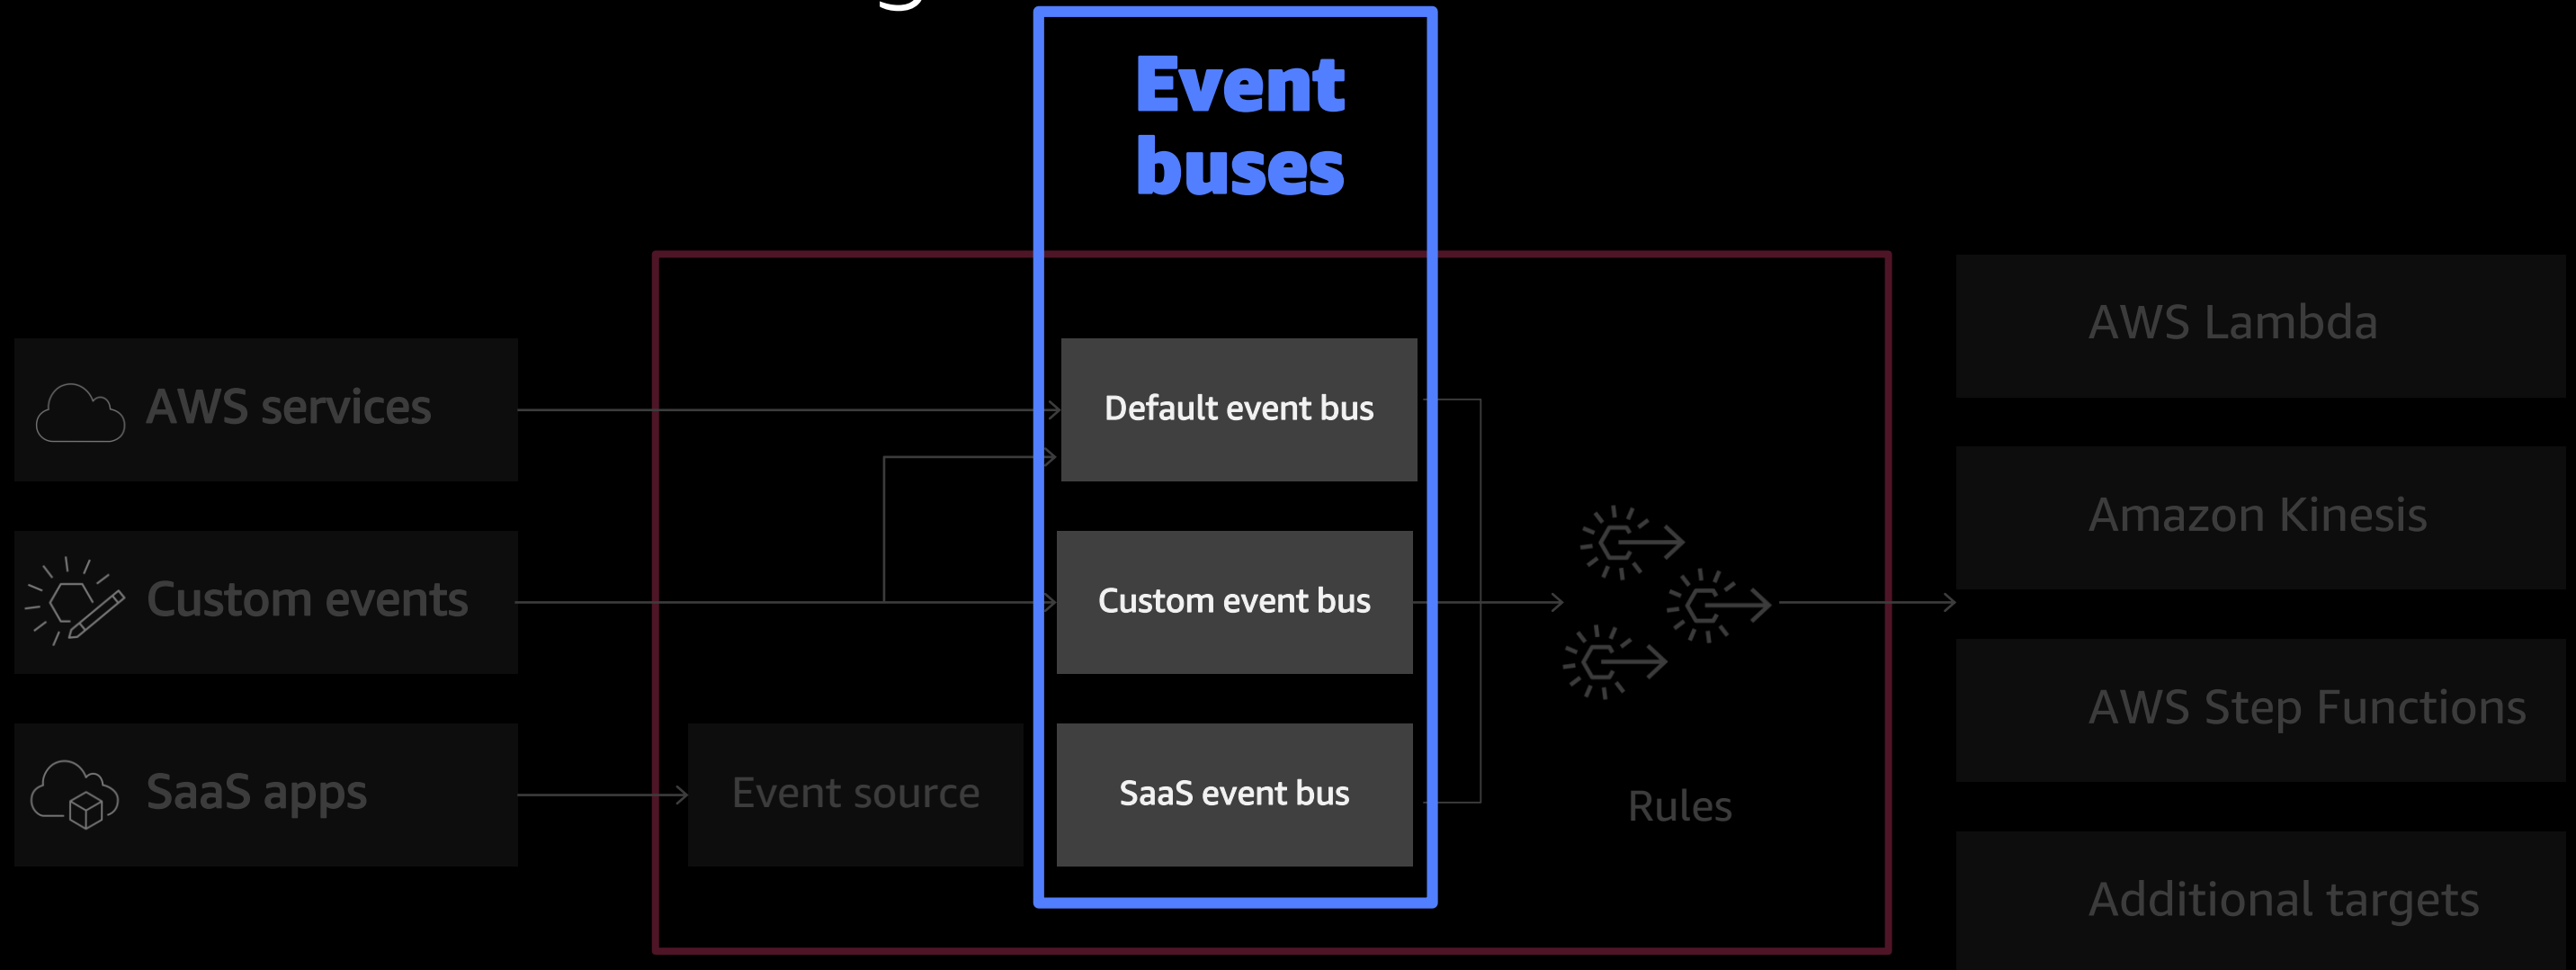 Event
buses
AWS services
Custom events
SaaS apps
Event source
Default event bus
Custom event bus
SaaS event bus
Rules
AWS Lambda
Amazon Kinesis
AWS Step Functions
Additional targets